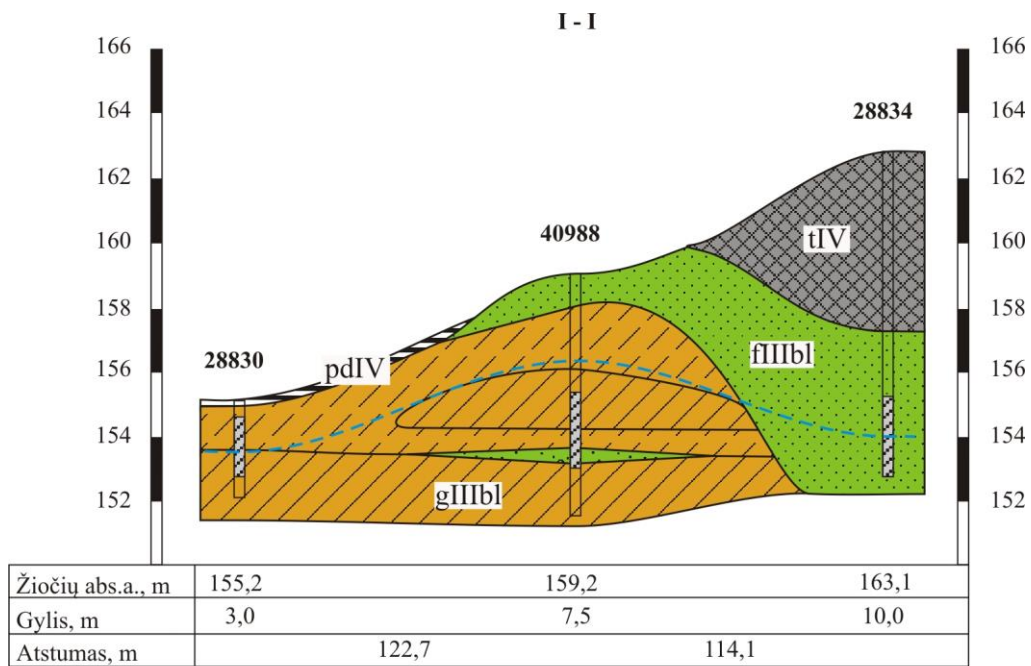 I - I
166 166
164 28834 164
162 162
tIV
160 40988 160
158 158
fIIIbl
28830
156 pdIV 156
154 154
gIIIbl
152 152
Žiočių abs.a., m 155,2 159,2 163,1
Gylis, m 3,0 7,5 10,0
Atstumas, m 122,7 114,1